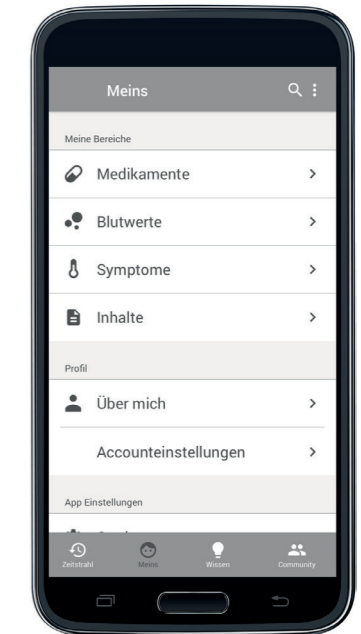 Meins
Meine Bereiche
Medikamente
Blutwerte
Symptome
Inhalte
Profil
Über mich
Accounteinstellungen
App Einstellungen
Zeitstrahl Meins Wissen Community